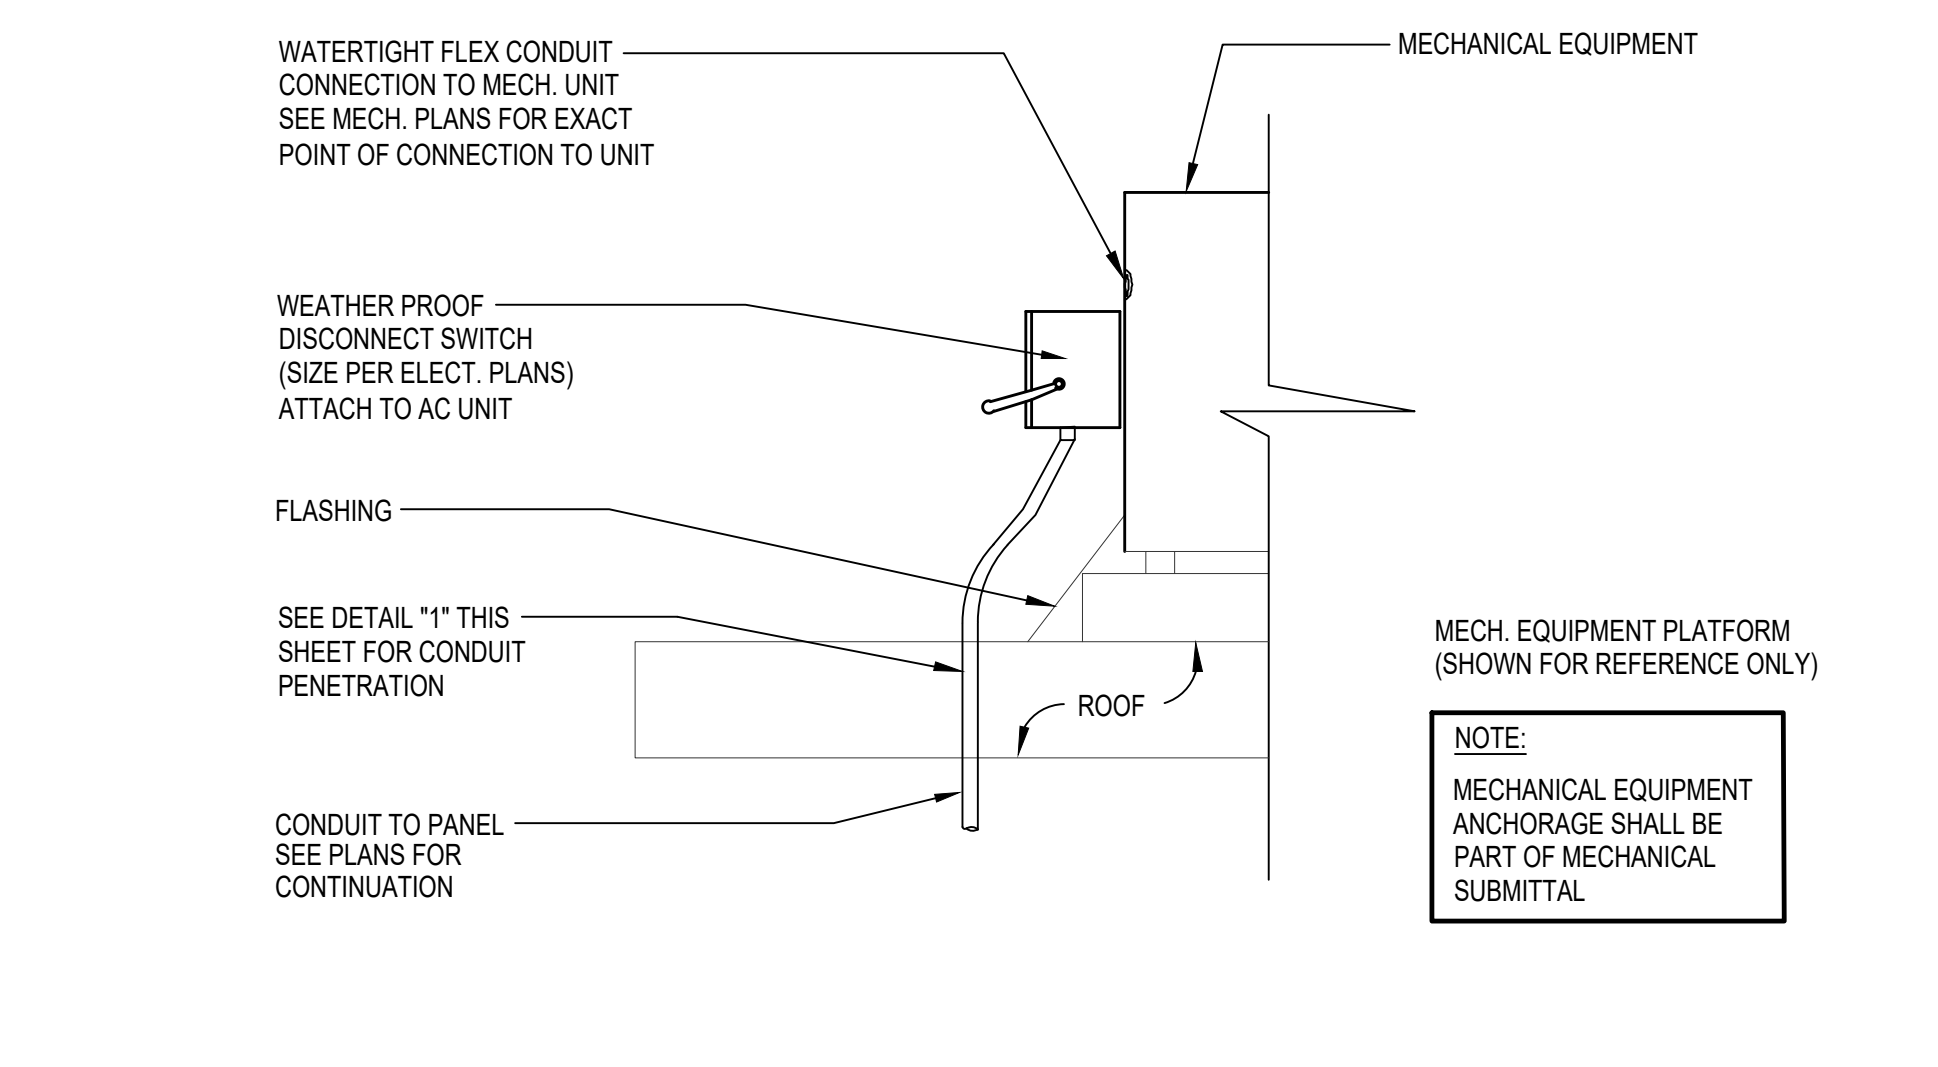 WATERTIGHT FLEX CONDUIT
CONNECTION TO MECH. UNIT
SEE MECH. PLANS FOR EXACT
POINT OF CONNECTION TO UNIT
MECHANICAL EQUIPMENT
WEATHER PROOF
DISCONNECT SWITCH
(SIZE PER ELECT. PLANS)
ATTACH TO AC UNIT
FLASHING
SEE DETAIL "1" THIS
SHEET FOR CONDUIT
PENETRATION
ROOF
CONDUIT TO PANEL
SEE PLANS FOR
CONTINUATION
MECH. EQUIPMENT PLATFORM
(SHOWN FOR REFERENCE ONLY)
NOTE:
MECHANICAL EQUIPMENT
ANCHORAGE SHALL BE
PART OF MECHANICAL
SUBMITTAL